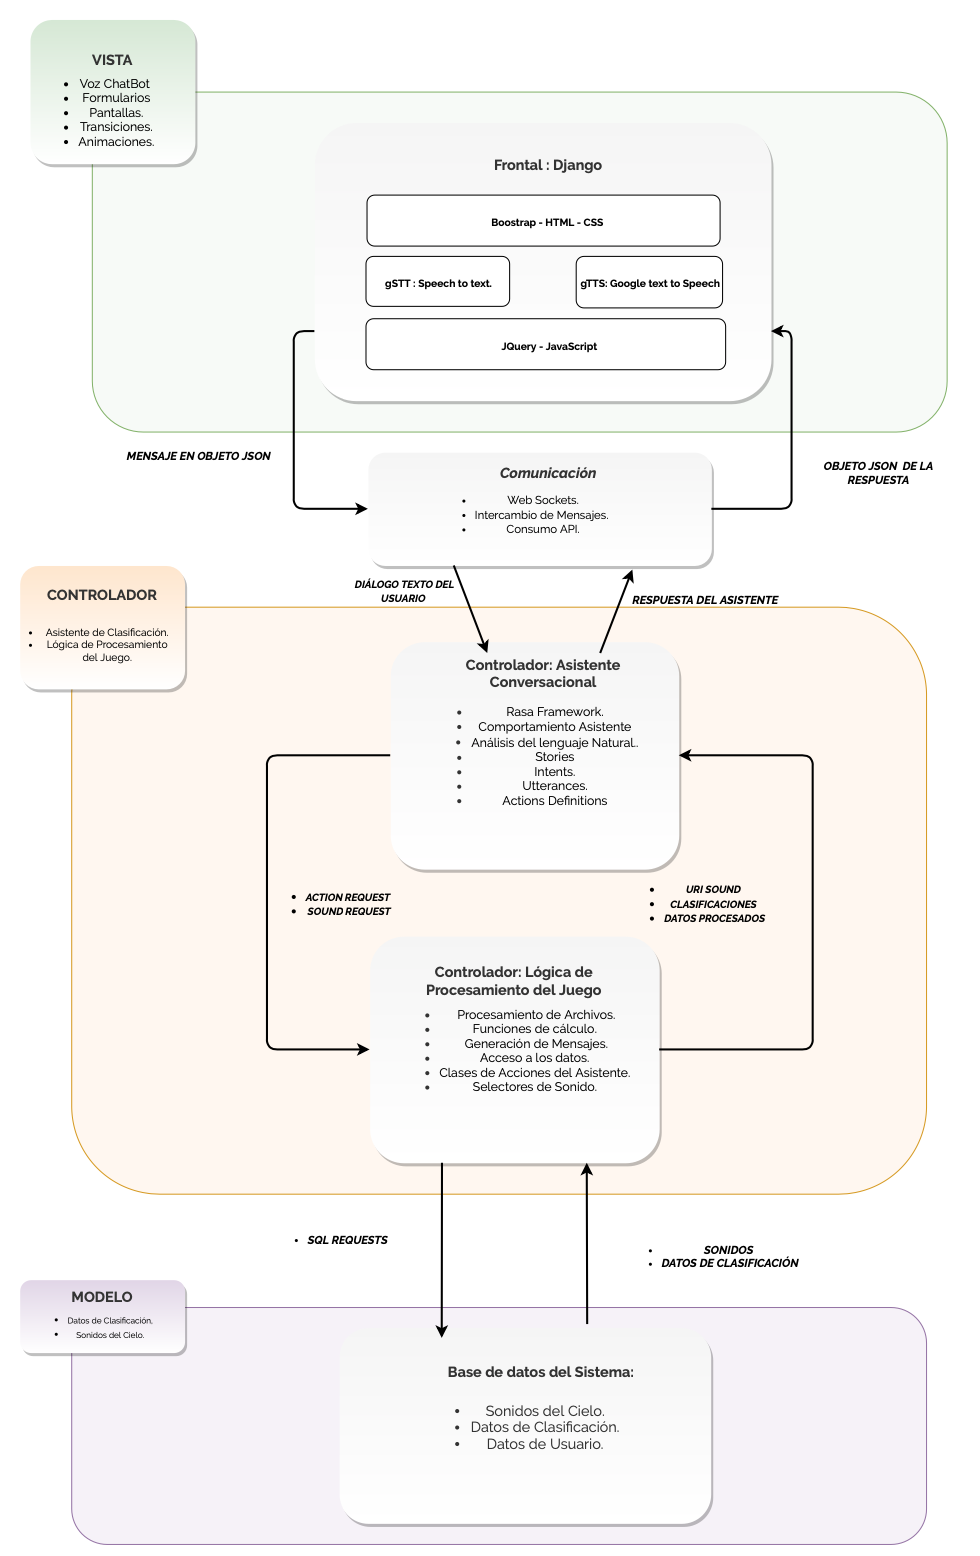 VISTA
• Voz ChatBot
• Formularios
• Pantallas.
• Transiciones.
• Animaciones.
Frontal : Django
Boostrap - HTML - CSS
gSTT : Speech to text.
gTTS: Google text to Speech
JQuery - JavaScript
MENSAJE EN OBJETO JSON
Comunicación
• Web Sockets.
• Intercambio de Mensajes.
• Consumo API.
OBJETO JSON DE LA
RESPUESTA
DIÁLOGO TEXTO DEL
USUARIO
RESPUESTA DEL ASISTENTE
CONTROLADOR
• Asistente de Clasificación.
• Lógica de Procesamiento
del Juego.
Controlador: Asistente
Conversacional
• Rasa Framework.
• Comportamiento Asistente
• Análisis del lenguaje Natural..
• Stories
• Intents.
• Utterances.
• Actions Definitions
• ACTION REQUEST
• SOUND REQUEST
• URI SOUND
• CLASIFICACIONES
• DATOS PROCESADOS
Controlador: Lógica de
Procesamiento del Juego
• Procesamiento de Archivos.
• Funciones de cálculo.
• Generación de Mensajes.
• Acceso a los datos.
• Clases de Acciones del Asistente.
• Selectores de Sonido.
• SQL REQUESTS
• SONIDOS
• DATOS DE CLASIFICACIÓN
MODELO
• Datos de Clasificación.
• Sonidos del Cielo.
Base de datos del Sistema:
• Sonidos del Cielo.
• Datos de Clasificación.
• Datos de Usuario.